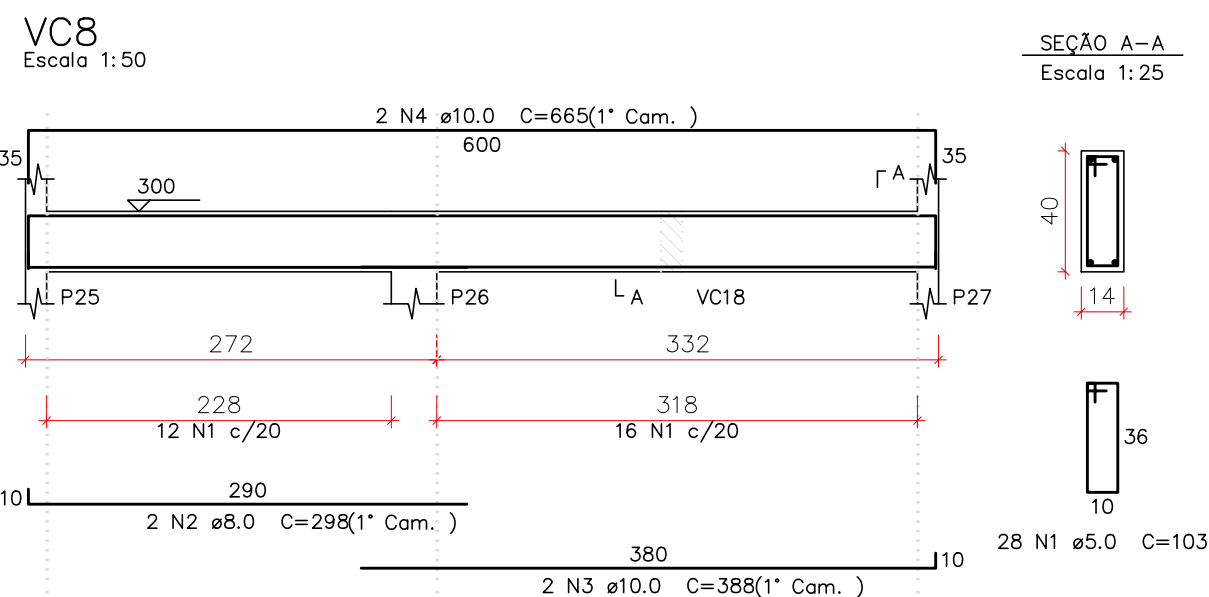 VC8
Escala 1:50
SEÇÃO A-A
Escala 1:25
2 N4 ø10.0 C=665(1° Cam. )
600
35
35
A
300
40
P25
P26
A
VC18
P27
14
272
332
228
318
12 N1 c/20
16 N1 c/20
36
10
290
10
2 N2 ø8.0 C=298(1° Cam. )
28 N1 ø5.0 C=103
380
10
2 N3 ø10.0 C=388(1° Cam. )